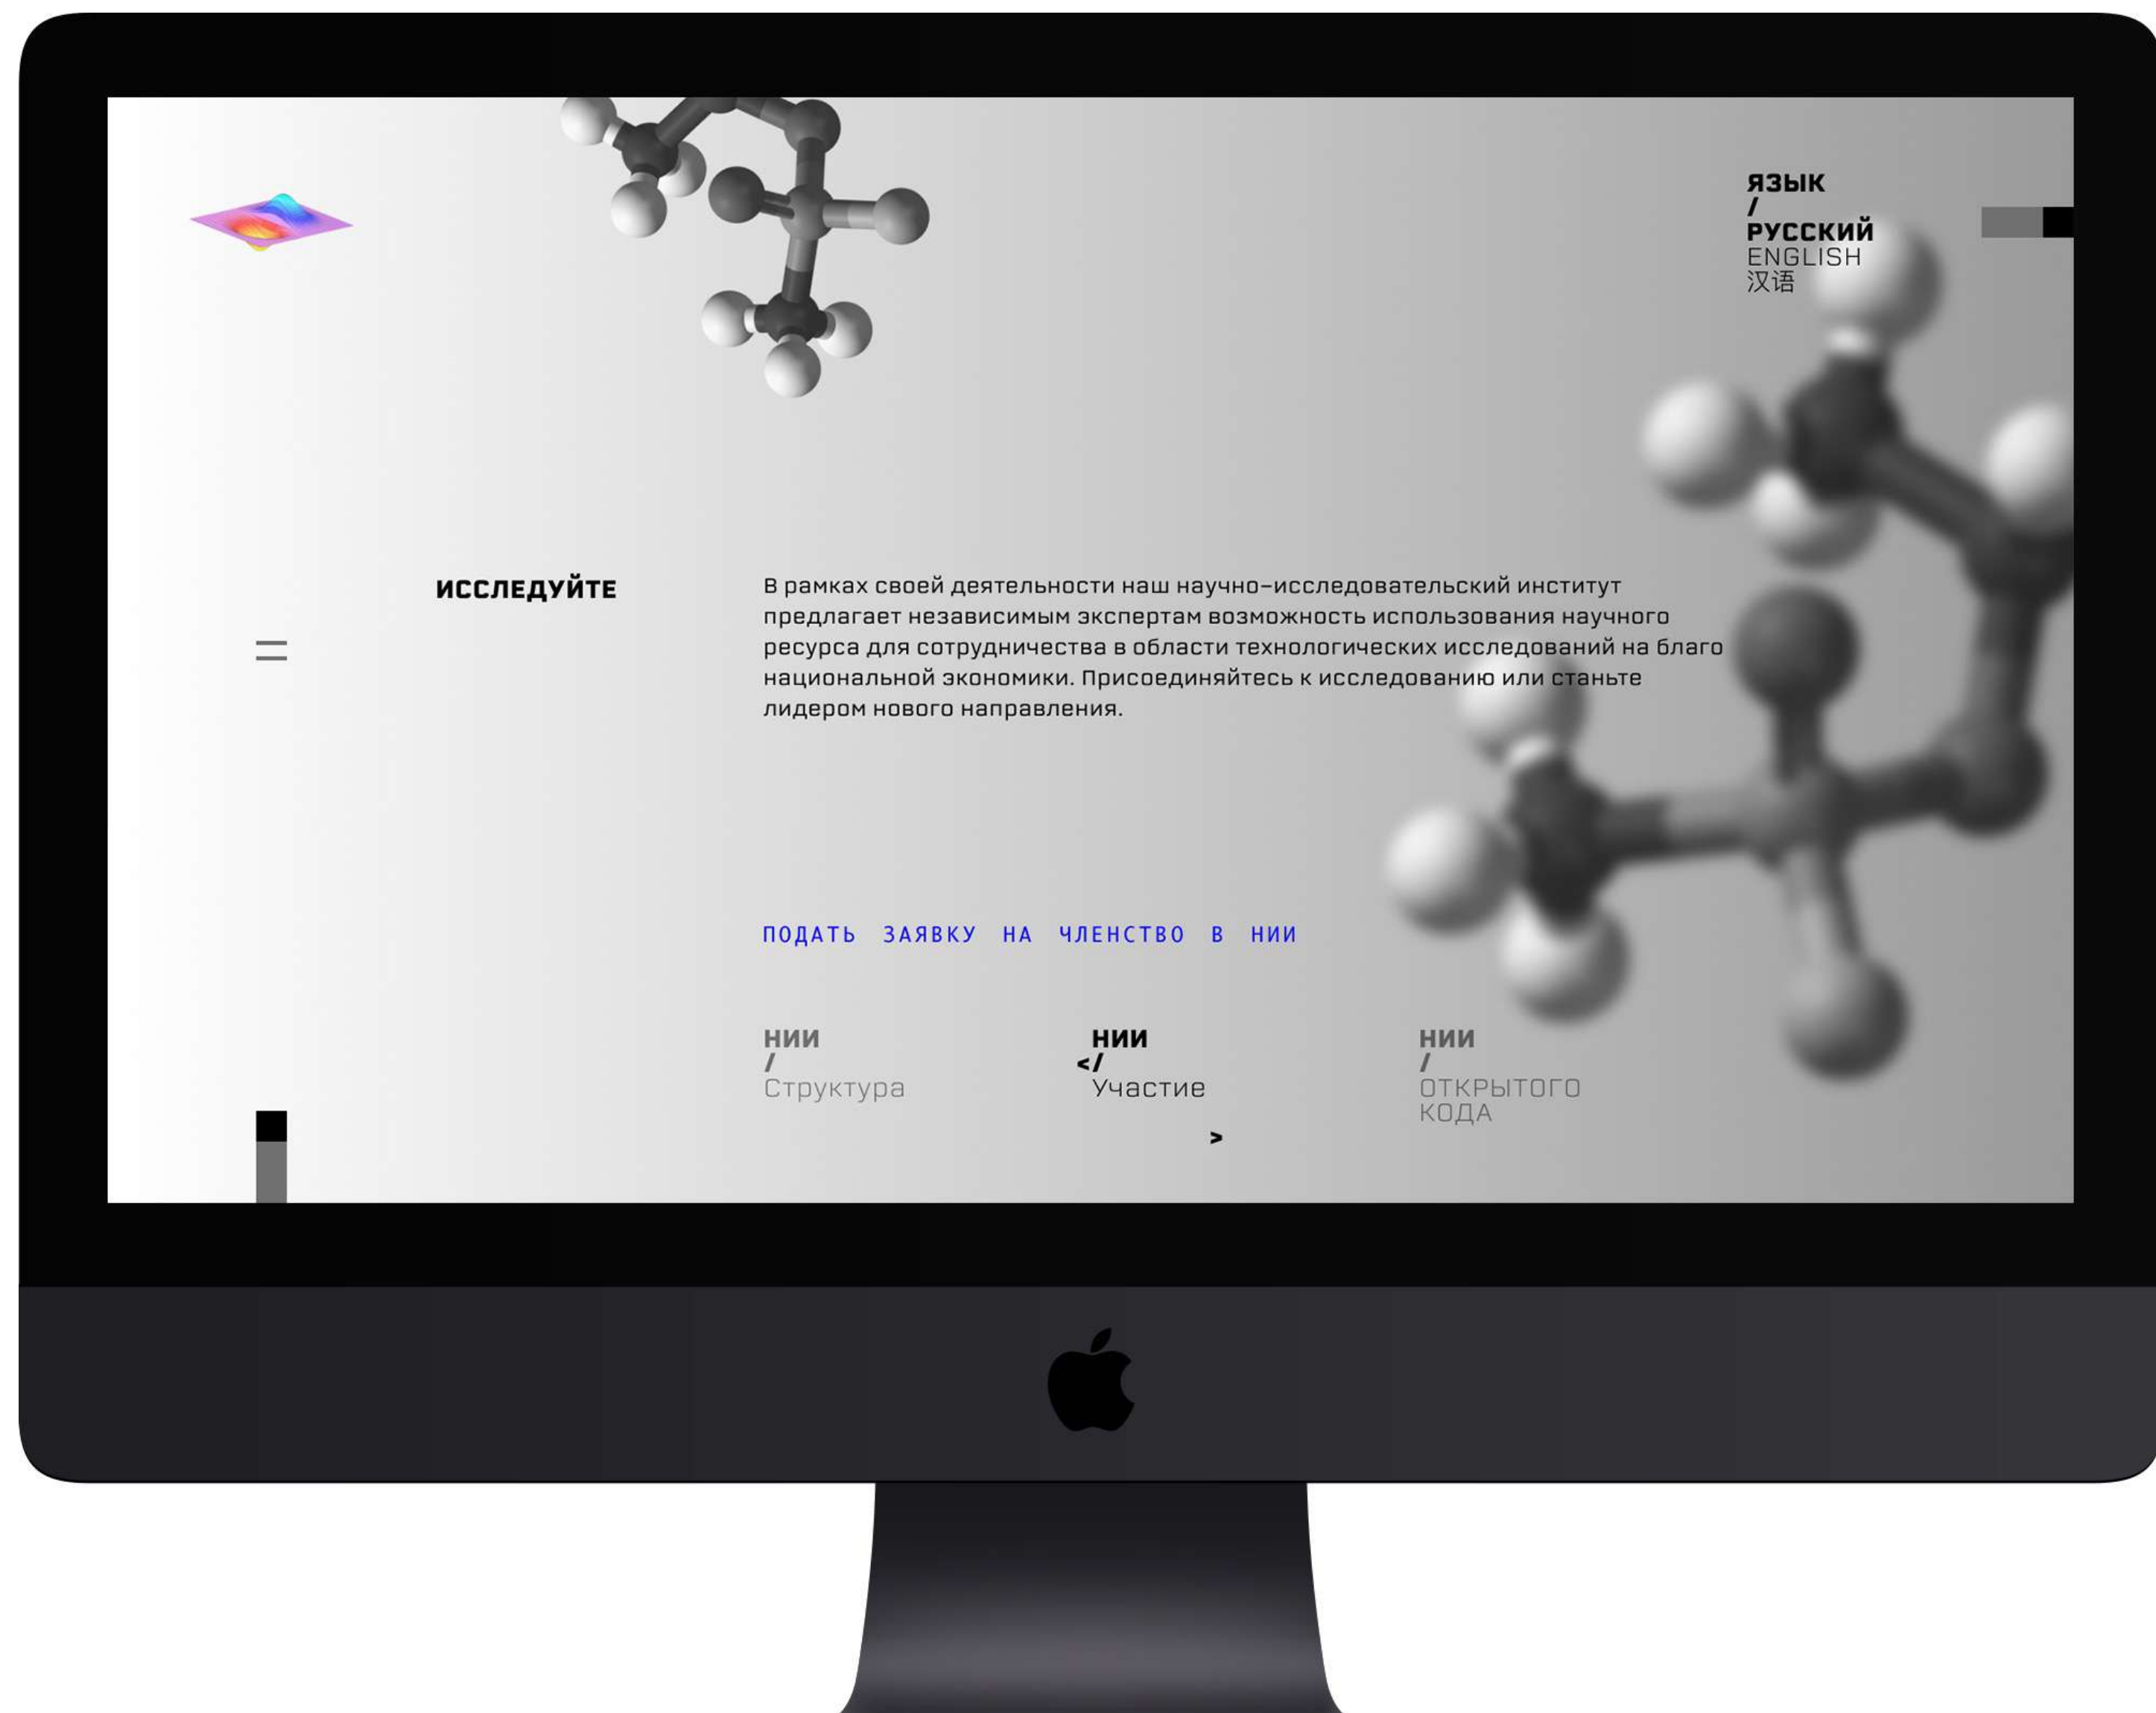 ЯЗЫК
/
РУССКИЙ
ENGLISH
汉语
ИССЛЕДУЙТЕ
В рамках своей деятельности наш научно-исследовательский институт
предлагает независимым экспертам возможность использования научного
ресурса для сотрудничества в области технологических исследований на благо
национальной экономики. Присоединяйтесь к исследованию или станьте
лидером нового направления.
ПОДАТЬ ЗАЯВКУ НА ЧЛЕНСТВО В НИИ
НИИ
/
Структура
НИИ
</
Участие
>
НИИ
/
ОТКРЫТОГО
КОДА